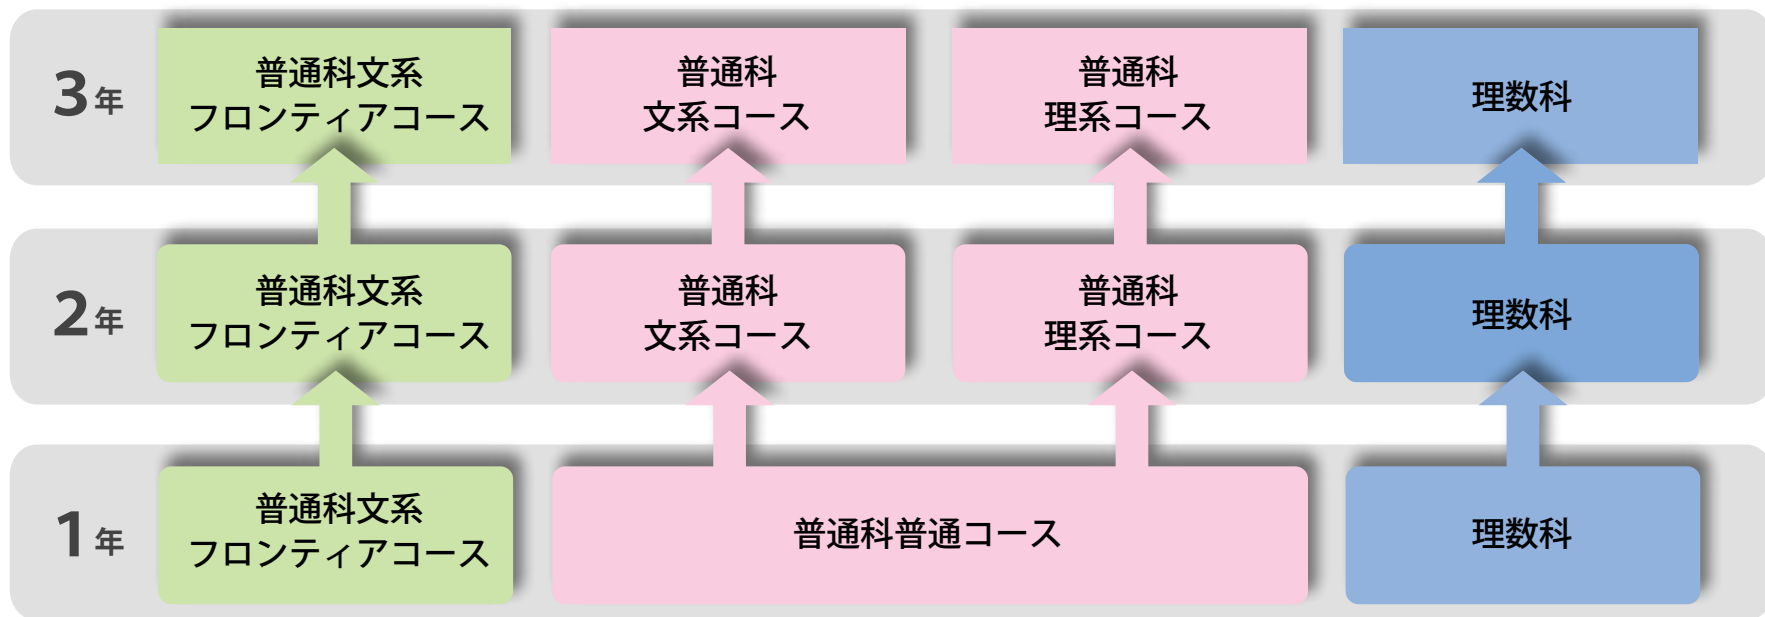 3年
普通科文系
フロンティアコース
普通科
文系コース
普通科
理系コース
理数科
2年
普通科文系
フロンティアコース
普通科
文系コース
普通科
理系コース
理数科
1年
普通科文系
フロンティアコース
普通科普通コース
理数科